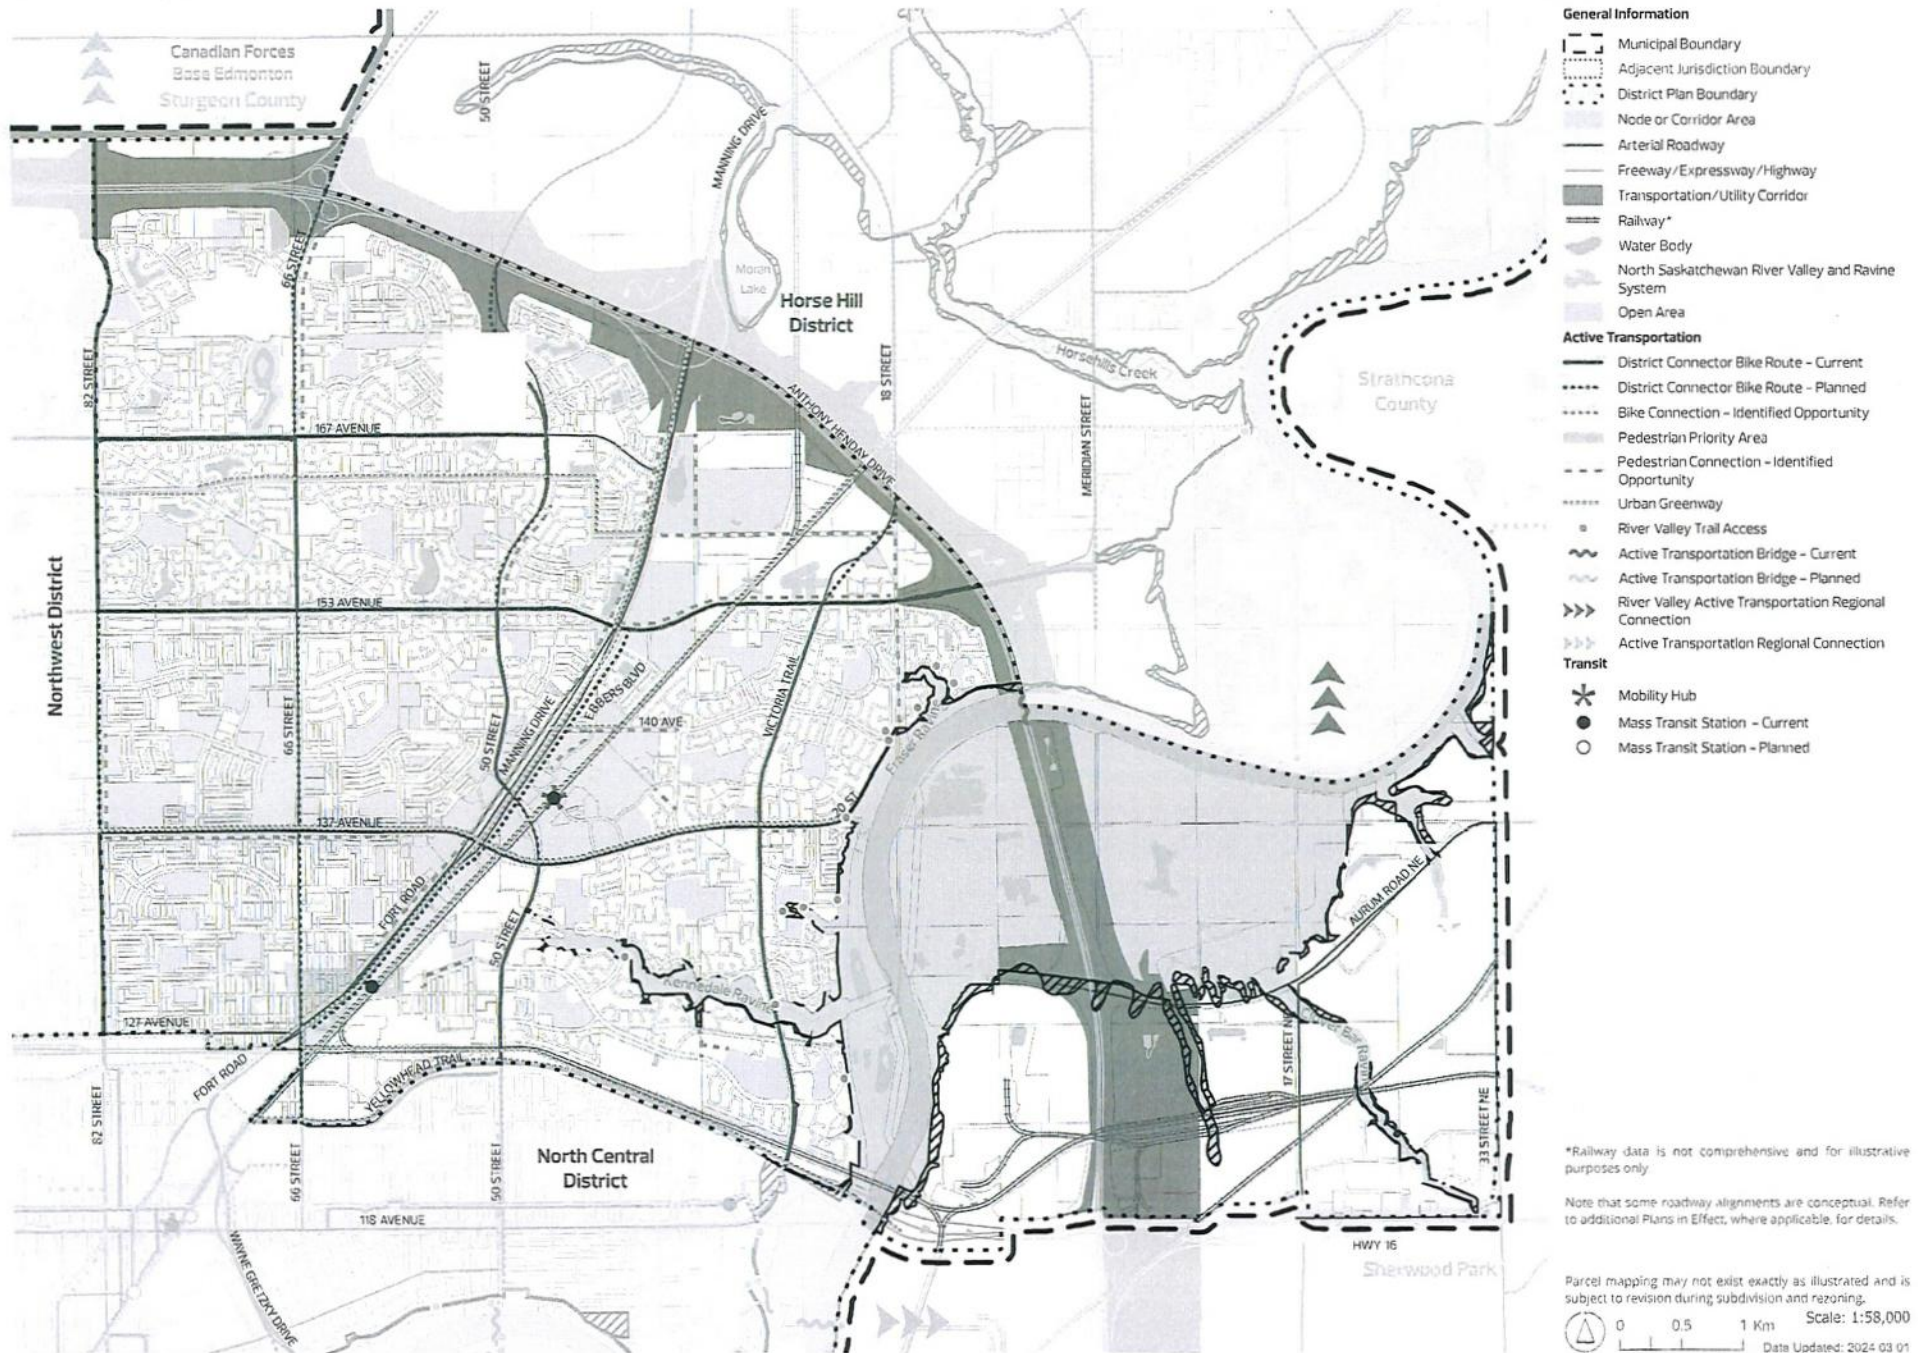 Canadian Forces
Base Edmonton
Sturgeon County
50 STREET
MANNING DRIVE
66 STREET
Moran
Lake
Horse Hill
District
82 STREET
18 STREET
Horsehills Creek
Strathcona
County
ANTHONY HENDAY DRIVE
MERIDIAN STREET
167 AVENUE
Northwest District
153 AVENUE
66 STREET
50 STREET
MANNING DRIVE
EBBERS BLVD
140 AVE
VICTORIA TRAIL
Fraser Ravine
20 ST
137 AVENUE
FORT ROAD
50 STREET
AURUM ROAD NE
Kennedale Ravine
127 AVENUE
FORT ROAD
YELLOWHEAD TRAIL
17 STREET NE
Clover Bar Ravine
33 STREET NE
82 STREET
66 STREET
50 STREET
North Central
District
118 AVENUE
WAYNE GRETZKY DRIVE
HWY 16
Sherwood Park
General Information
Municipal Boundary
Adjacent Jurisdiction Boundary
District Plan Boundary
Node or Corridor Area
Arterial Roadway
Freeway/Expressway/Highway
Transportation/Utility Corridor
Railway*
Water Body
North Saskatchewan River Valley and Ravine
System
Open Area
Active Transportation
District Connector Bike Route - Current
District Connector Bike Route - Planned
Bike Connection - Identified Opportunity
Pedestrian Priority Area
Pedestrian Connection - Identified
Opportunity
Urban Greenway
River Valley Trail Access
Active Transportation Bridge - Current
Active Transportation Bridge - Planned
River Valley Active Transportation Regional
Connection
Active Transportation Regional Connection
Transit
Mobility Hub
Mass Transit Station - Current
Mass Transit Station - Planned
*Railway data is not comprehensive and for illustrative
purposes only
Note that some roadway alignments are conceptual. Refer
to additional Plans in Effect, where applicable, for details.
Parcel mapping may not exist exactly as illustrated and is
subject to revision during subdivision and rezoning.
Scale: 1:58,000
0 0.5 1 Km
Data Updated: 2024 03 01